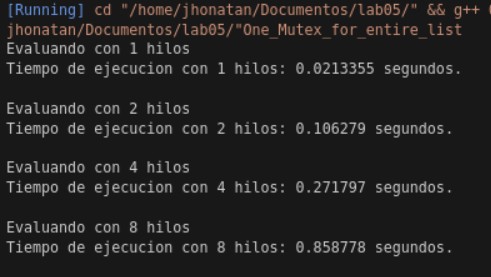 [Running] cd "/home/jhonatan/Documentos/lab05/" && g++
jhonatan/Documentos/lab05/"One_Mutex_for_entire_list
Evaluando con 1 hilos
Tiempo de ejecucion con 1 hilos: 0.0213355 segundos.
Evaluando con 2 hilos
Tiempo de ejecucion con 2 hilos: 0.106279 segundos.
Evaluando con 4 hilos
Tiempo de ejecucion con 4 hilos: 0.271797 segundos.
Evaluando con 8 hilos
Tiempo de ejecucion con 8 hilos: 0.858778 segundos.